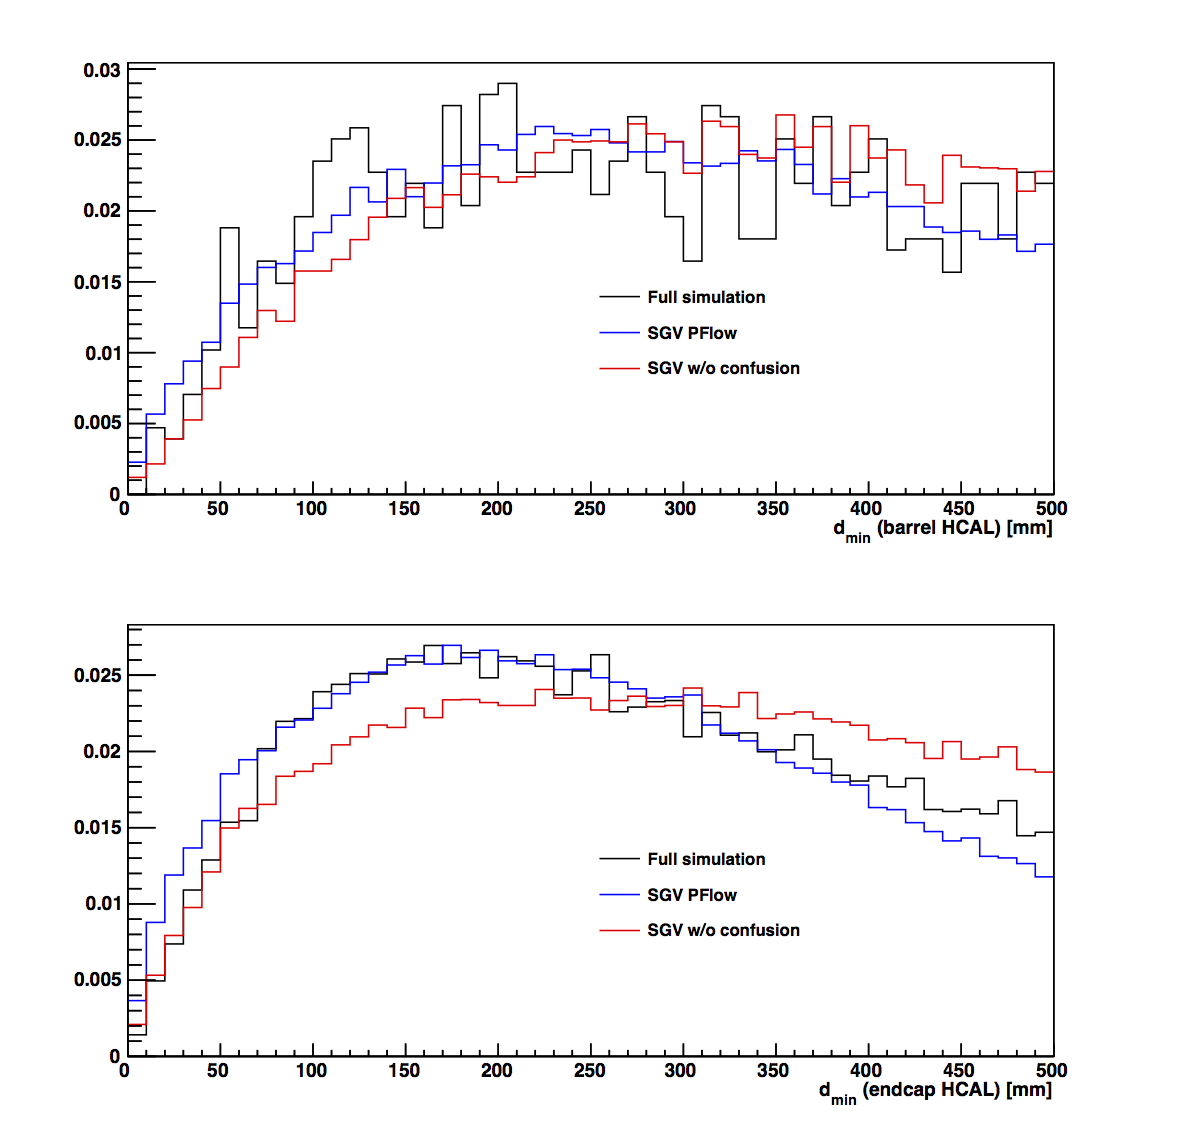 0.03
0.025
0.02
0.015
0.01
0.005
0
Full simulation
SGV PFlow
SGV w/o confusion
0 50 100 150 200 250 300 350 400 450 500
d_min (barrel HCAL) [mm]
0.025
0.02
0.015
0.01
0.005
0
Full simulation
SGV PFlow
SGV w/o confusion
0 50 100 150 200 250 300 350 400 450 500
d_min (endcap HCAL) [mm]